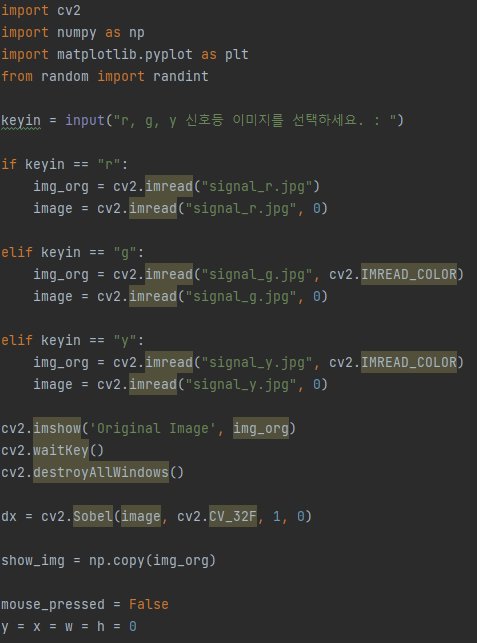 import cv2
import numpy as np
import matplotlib.pyplot as plt
from random import randint
keyin = input("r, g, y 신호등 이미지를 선택하세요. : ")
if keyin == "r":
    img_org = cv2.imread("signal_r.jpg")
    image = cv2.imread("signal_r.jpg", 0)
elif keyin == "g":
    img_org = cv2.imread("signal_g.jpg", cv2.IMREAD_COLOR)
    image = cv2.imread("signal_g.jpg", 0)
elif keyin == "y":
    img_org = cv2.imread("signal_y.jpg", cv2.IMREAD_COLOR)
    image = cv2.imread("signal_y.jpg", 0)
cv2.imshow('Original Image', img_org)
cv2.waitKey()
cv2.destroyAllWindows()
dx = cv2.Sobel(image, cv2.CV_32F, 1, 0)
show_img = np.copy(img_org)
mouse_pressed = False
y = x = w = h = 0